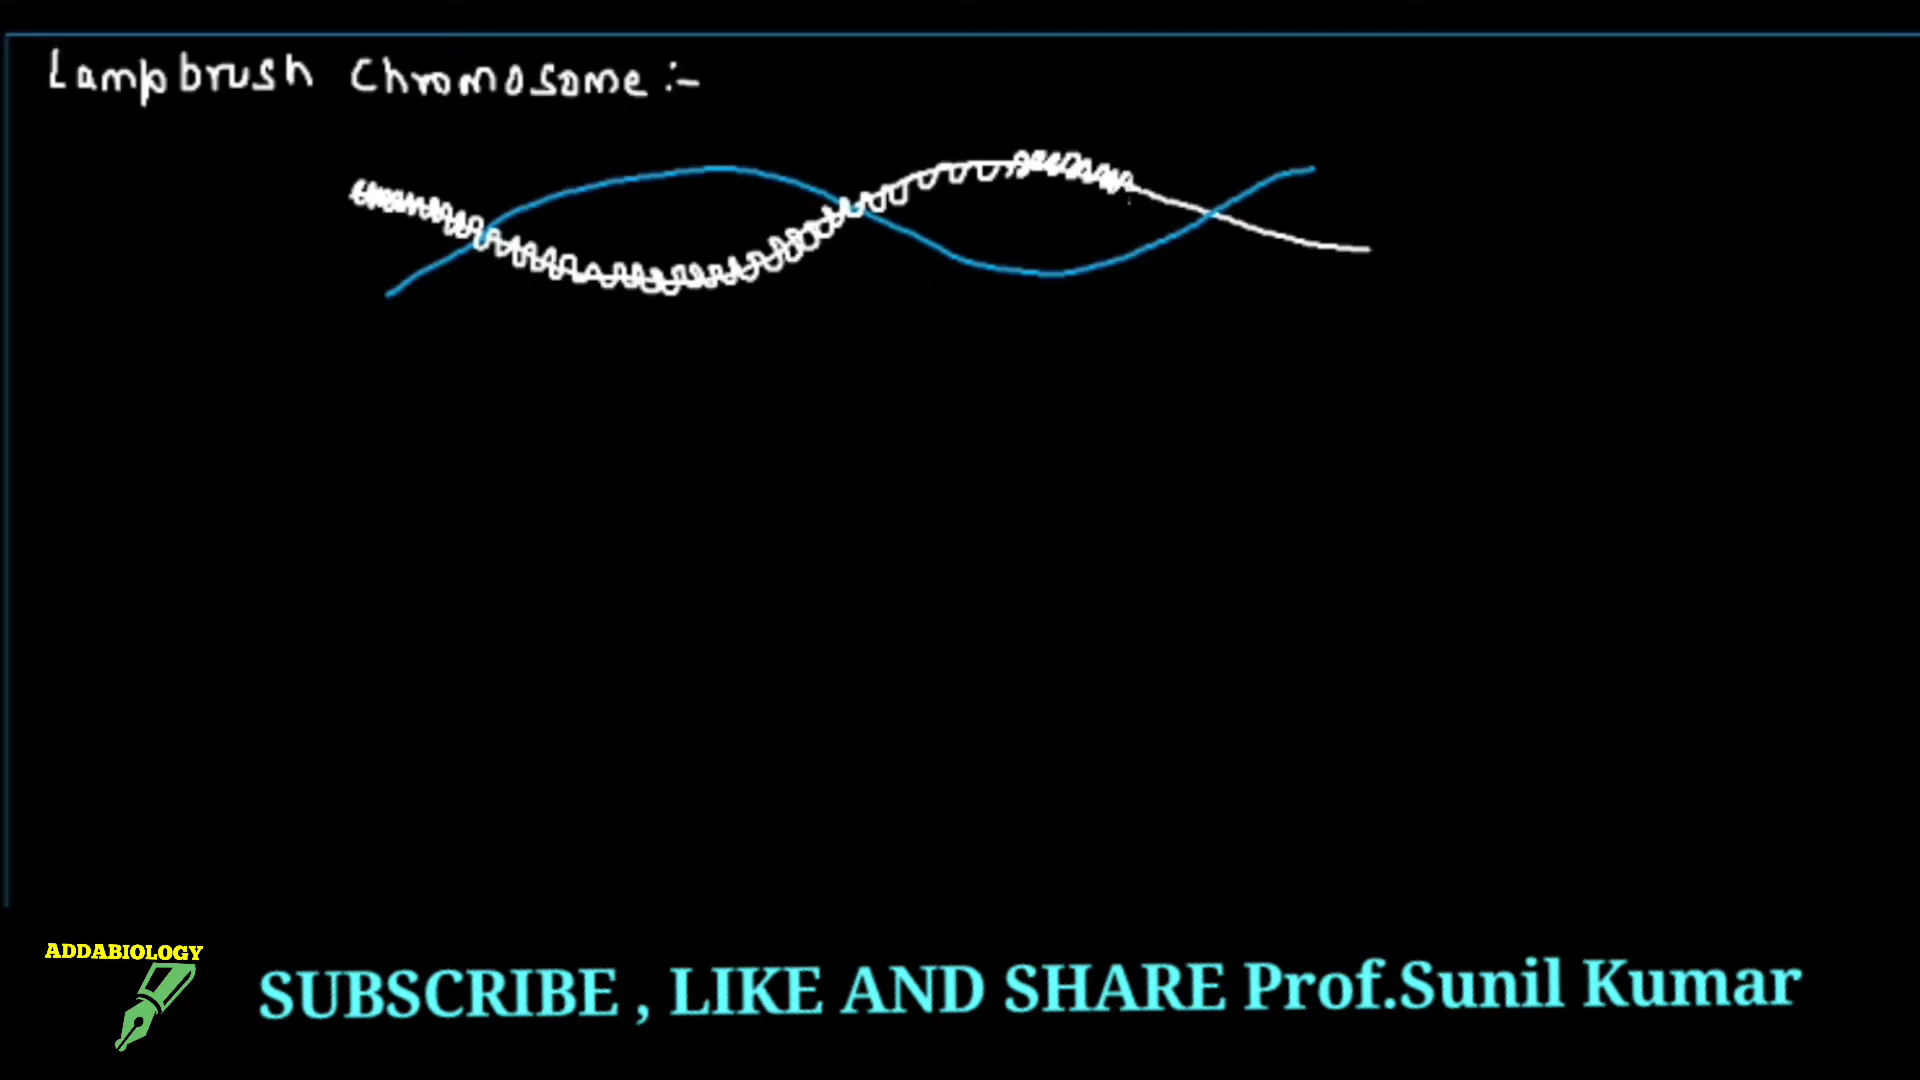 Lampbrush Chromosome :-
ADDABIOLOGY
SUBSCRIBE , LIKE AND SHARE Prof.Sunil Kumar